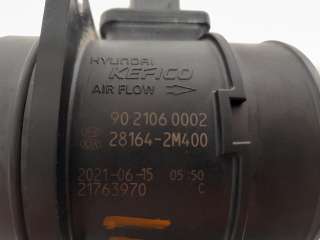 HYUNDAI
KEFICO
AIR FLOW
90 2106 0002
28164-2M400
2021-06-15 05:50
21763970 C